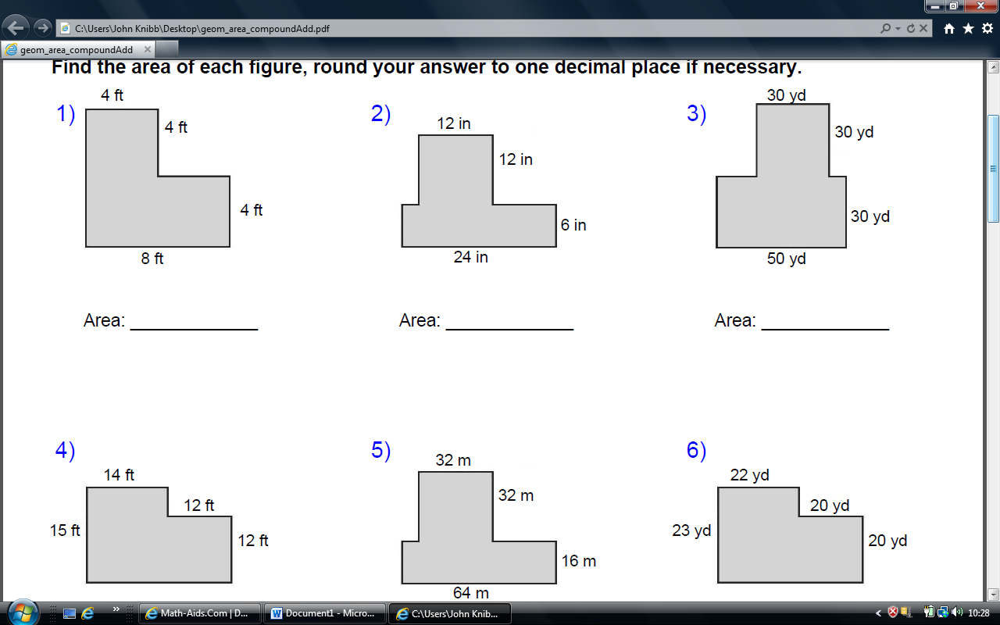 C:\Users\John Knibb\Desktop\geom_area_compoundAdd.pdf
geom_area_compoundAdd
Find the area of each figure, round your answer to one decimal place if necessary.
1)
4 ft
4 ft
4 ft
8 ft
Area: _____________
2)
12 in
12 in
6 in
24 in
Area: _____________
3)
30 yd
30 yd
30 yd
50 yd
Area: _____________
4)
14 ft
12 ft
15 ft
12 ft
5)
32 m
32 m
16 m
64 m
6)
22 yd
20 yd
23 yd
20 yd
Math-Aids.Com | D...
Document1 - Micro...
C:\Users\John Knib...
10:28